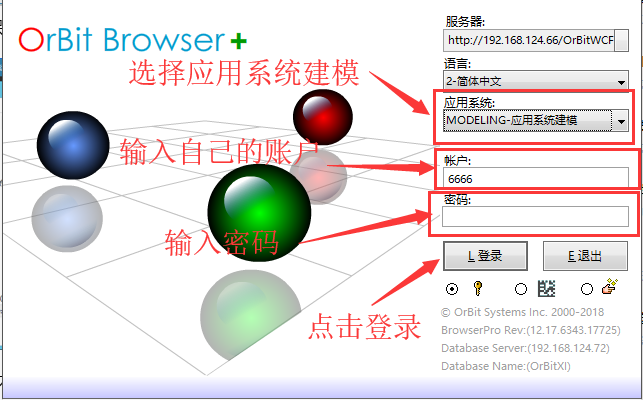 OrBit Browser+
服务器:
http://192.168.124.66/OrBitWCF
语言:
2-简体中文
选择应用系统建模
应用系统:
MODELING-应用系统建模
输入自己的账户
帐户:
6666
密码:
输入密码
L 登录
E 退出
点击登录
© OrBit Systems Inc. 2000-2018
BrowserPro Rev:(12.17.6343.17725)
Database Server:(192.168.124.72)
Database Name:(OrBitXI)